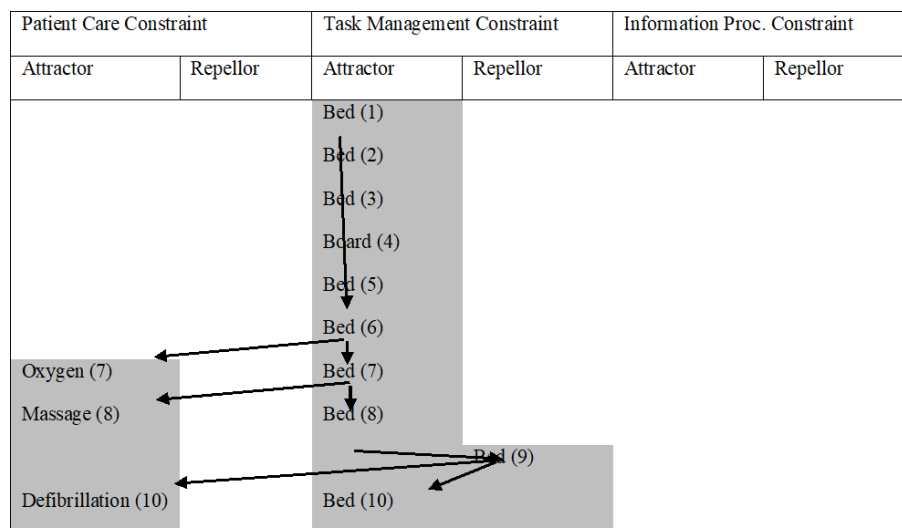 Patient Care Constraint Task Management Constraint Information Proc. Constraint
Attractor Repellor Attractor Repellor Attractor Repellor
Bed (1)
Bed (2)
Bed (3)
Board (4)
Bed (5)
Bed (6)
Oxygen (7) Bed (7)
Massage (8) Bed (8)
Bed (9)
Defibrillation (10) Bed (10)